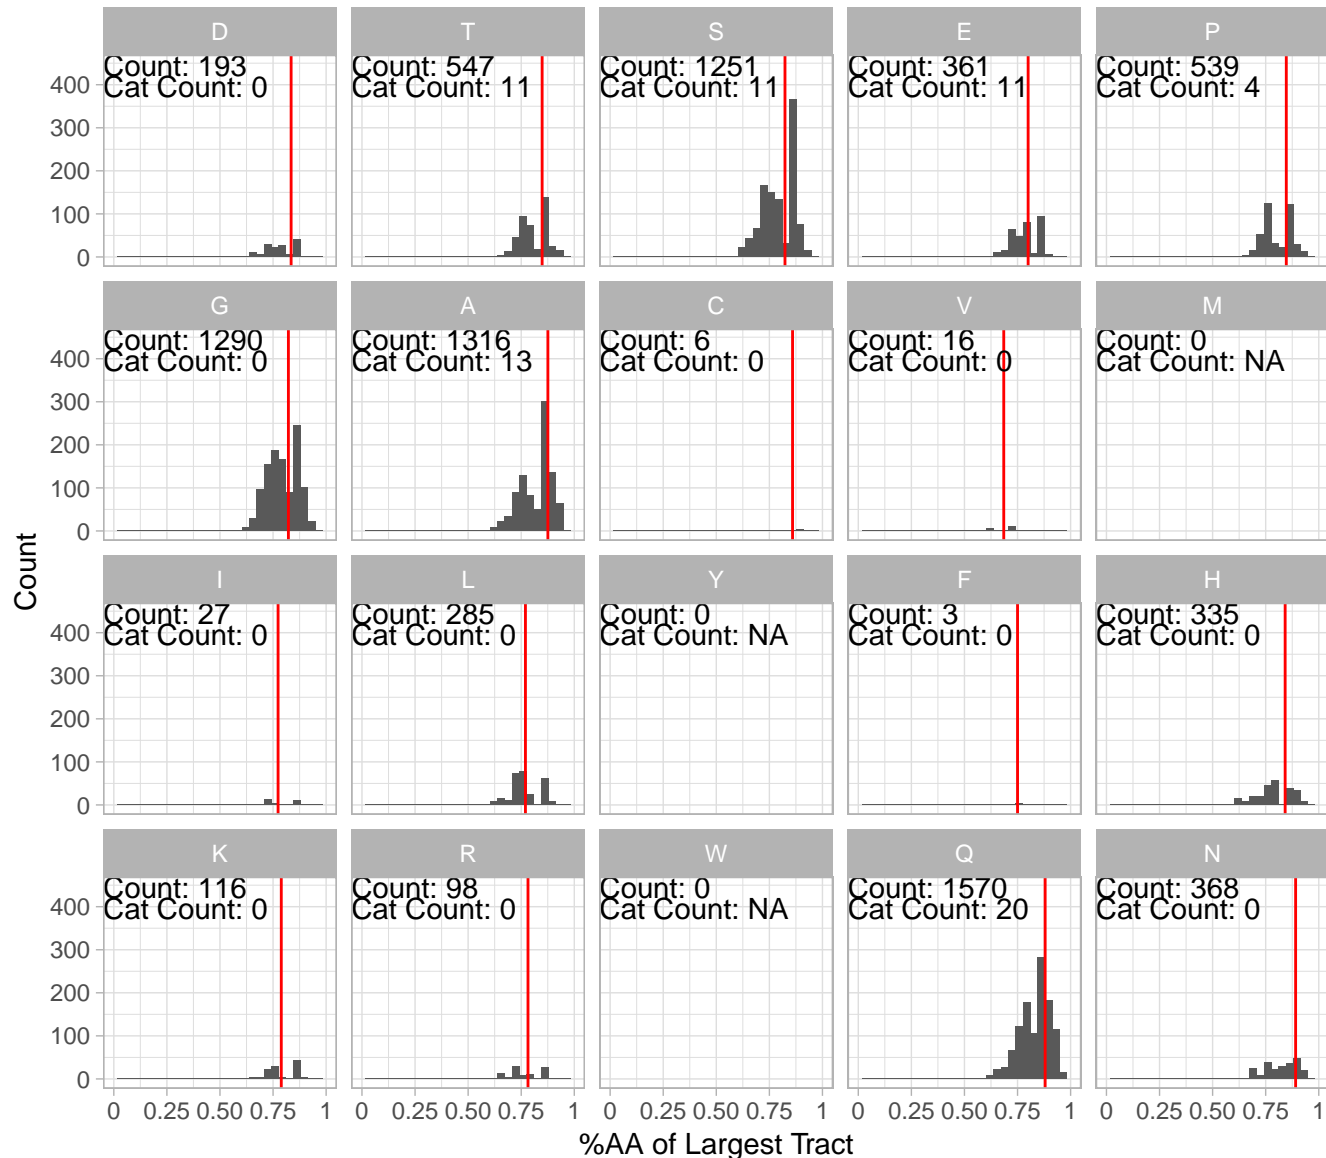 D T S E P
Count: 193 Count: 547 Count: 1251 Count: 361 Count: 539
Cat Count: 0 Cat Count: 11 Cat Count: 11 Cat Count: 11 Cat Count: 4
400
300
200
100
0
G A C V M
Count: 1290 Count: 1316 Count: 6 Count: 16 Count: 0
Cat Count: 0 Cat Count: 13 Cat Count: 0 Cat Count: 0 Cat Count: NA
400
300
200
100
0
Count
I L Y F H
Count: 27 Count: 285 Count: 0 Count: 3 Count: 335
Cat Count: 0 Cat Count: 0 Cat Count: NA Cat Count: 0 Cat Count: 0
400
300
200
100
0
K R W Q N
Count: 116 Count: 98 Count: 0 Count: 1570 Count: 368
Cat Count: 0 Cat Count: 0 Cat Count: NA Cat Count: 20 Cat Count: 0
400
300
200
100
0
0 0.25 0.50 0.75 1 0 0.25 0.50 0.75 1 0 0.25 0.50 0.75 1 0 0.25 0.50 0.75 1 0 0.25 0.50 0.75 1
%AA of Largest Tract